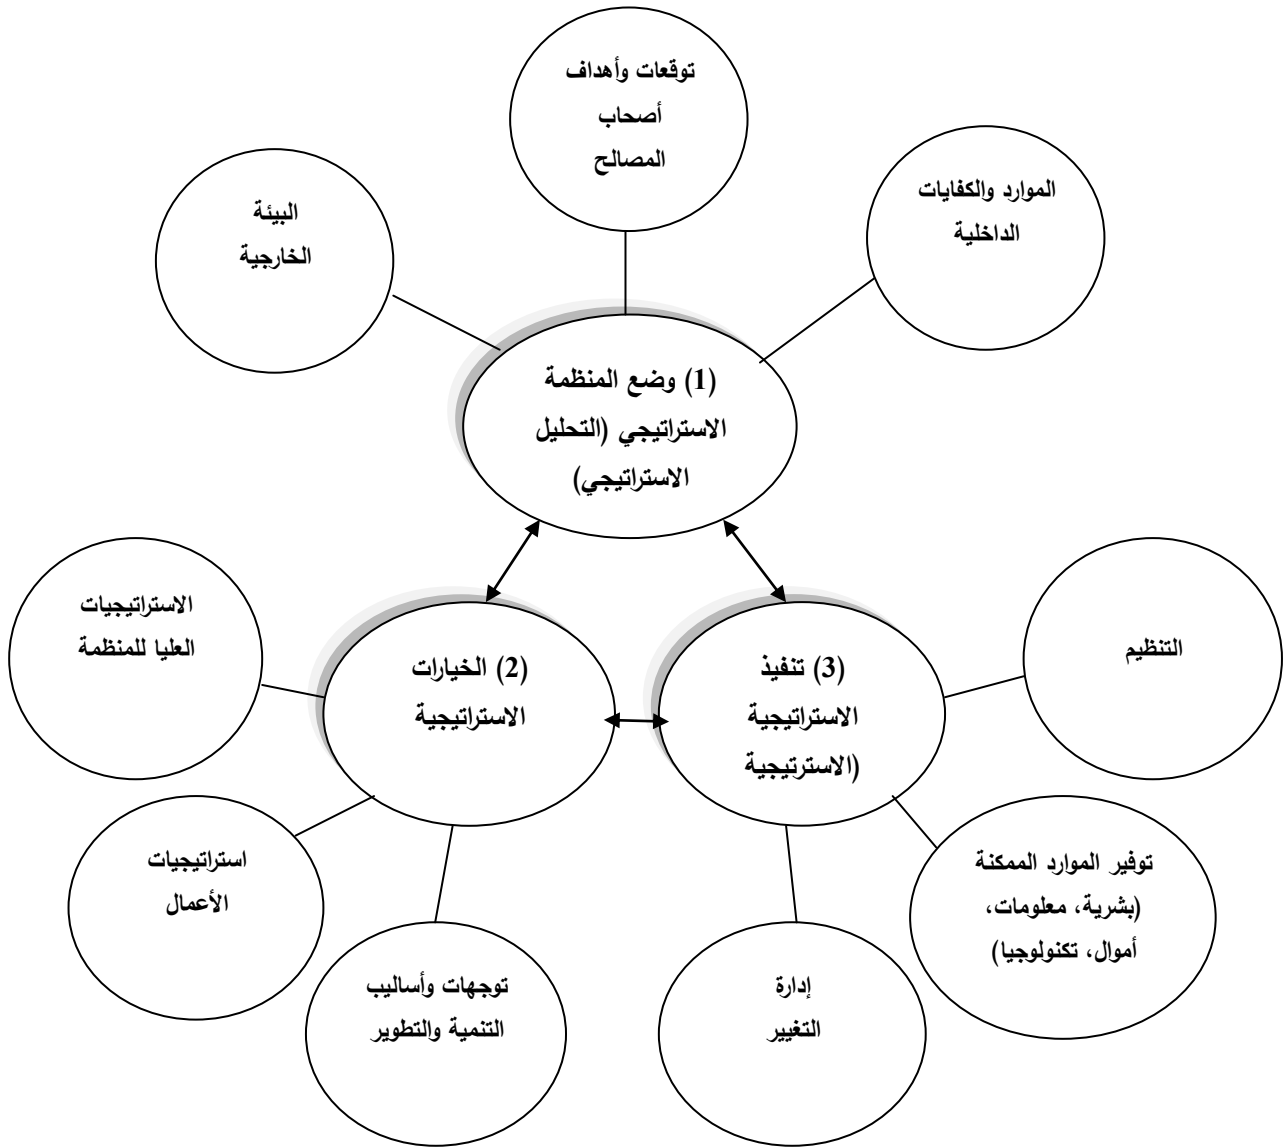 توقعات وأهداف
أصحاب
المصالح
الموارد والكفايات
الداخلية
البيئة
الخارجية
(1) وضع المنظمة
الاستراتيجي (التحليل
الاستراتيجي)
الاستراتيجيات
العليا للمنظمة
(2) الخيارات
الاستراتيجية
(3) تنفيذ
الاستراتيجية
(الاسترتيجية
التنظيم
استراتيجيات
الأعمال
توجهات وأساليب
التنمية والتطوير
إدارة
التغيير
توفير الموارد الممكنة
(بشرية، معلومات،
أموال، تكنولوجيا)